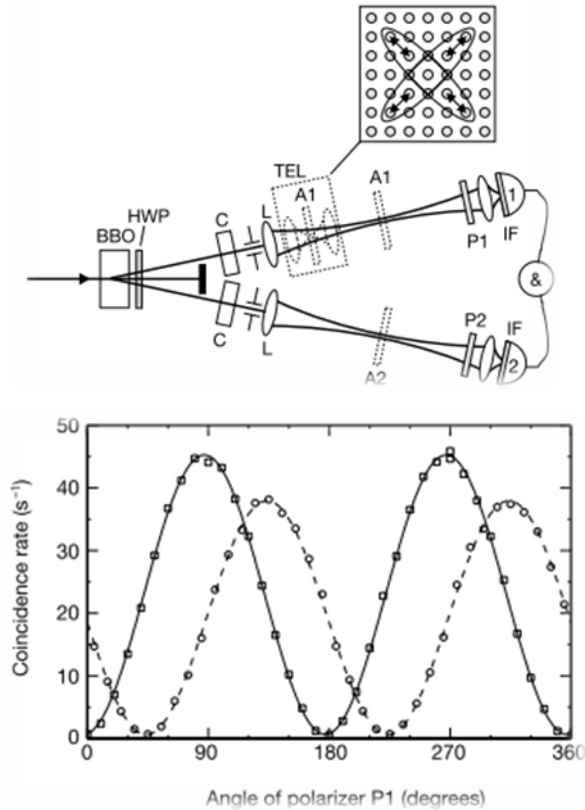 TEL
A1
A1
HWP
BBO
C
L
1
P1
IF
&
P2
IF
C
L
A2
2
50
40
30
20
10
0
Coincidence rate (s⁻¹)
0
90
180
270
360
Angle of polarizer P1 (degrees)